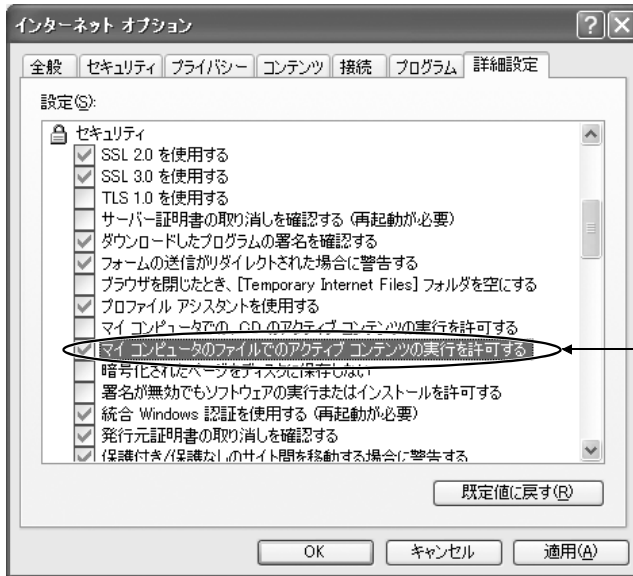 インターネット オプション
全般 セキュリティ プライバシー コンテンツ 接続 プログラム 詳細設定
設定(S):
セキュリティ
SSL 2.0 を使用する
SSL 3.0 を使用する
TLS 1.0 を使用する
サーバー証明書の取り消しを確認する (再起動が必要)
ダウンロードしたプログラムの署名を確認する
フォームの送信がリダイレクトされた場合に警告する
ブラウザを閉じたとき、[Temporary Internet Files] フォルダを空にする
プロファイル アシスタントを使用する
マイ コンピュータでの、CD のアクティブ コンテンツの実行を許可する
マイ コンピュータのファイルでのアクティブ コンテンツの実行を許可する
暗号化されたページをディスクに保存しない
署名が無効でもソフトウェアの実行またはインストールを許可する
統合 Windows 認証を使用する (再起動が必要)
発行元証明書の取り消しを確認する
保護付き/保護なしのサイト間を移動する場合に警告する
既定値に戻す(R)
OK キャンセル 適用(A)